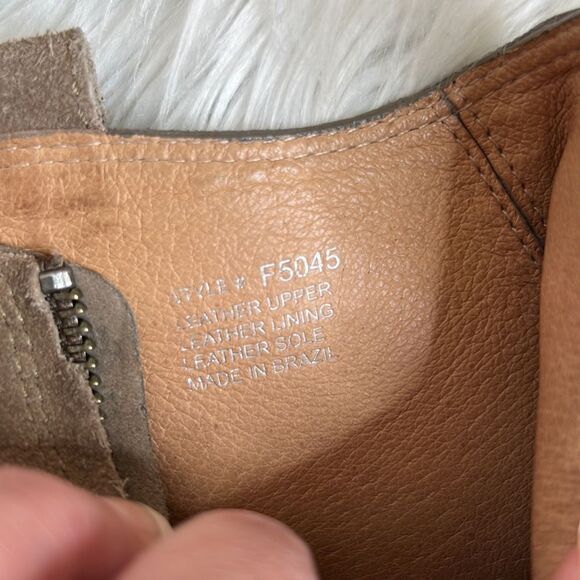 STYLE # F5045
LEATHER UPPER
LEATHER LINING
LEATHER SOLE
MADE IN BRAZIL